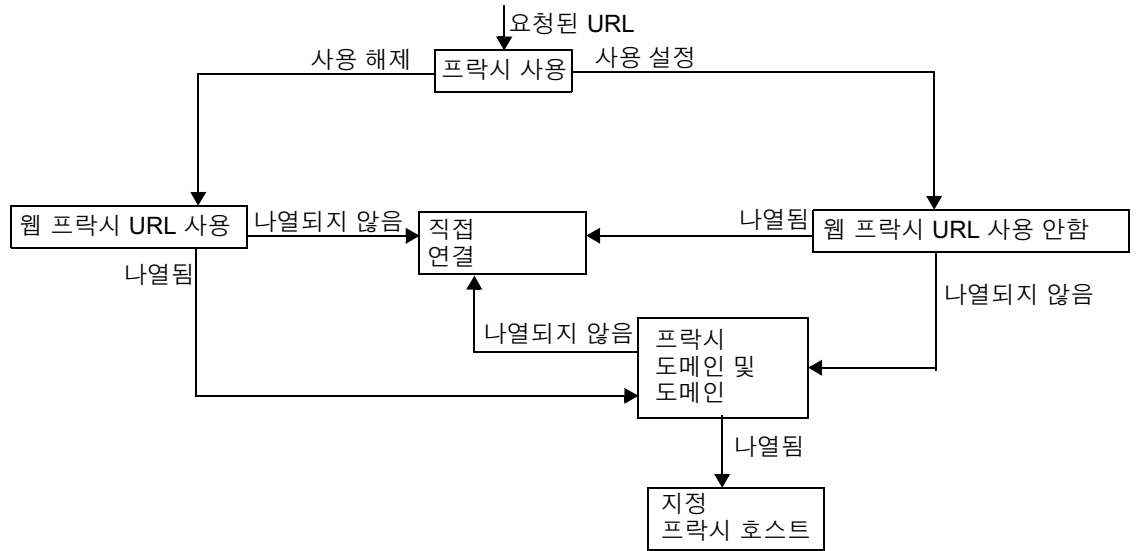 요청된 URL
사용 해제
프락시 사용
사용 설정
웹 프락시 URL 사용
나열되지 않음
직접
연결
나열됨
웹 프락시 URL 사용 안함
나열됨
나열되지 않음
나열되지 않음
프락시
도메인 및
도메인
나열됨
지정
프락시 호스트